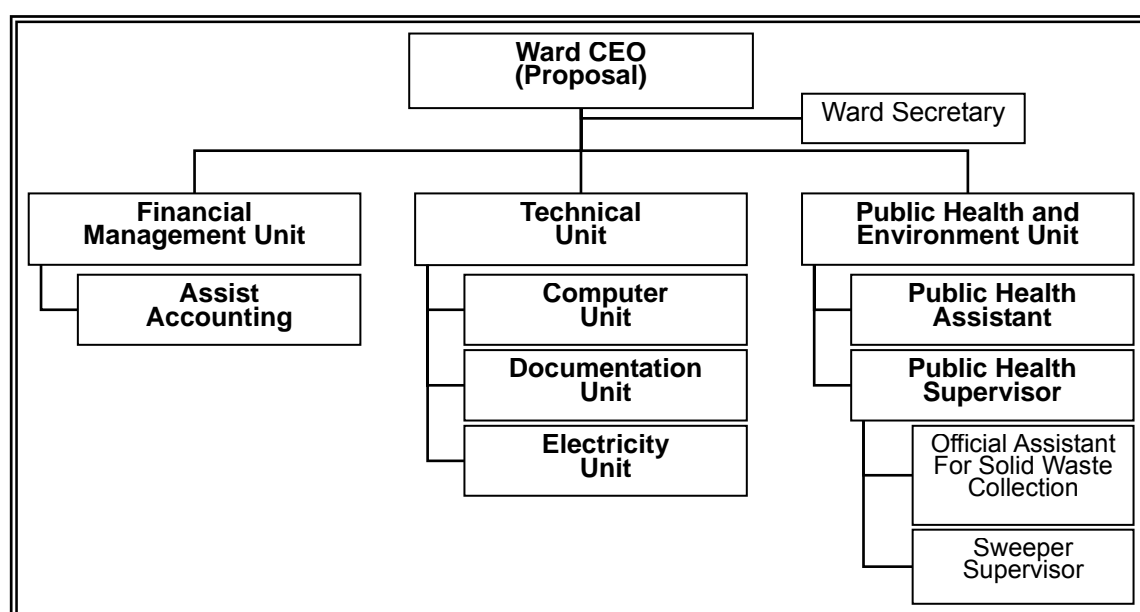 Ward CEO
(Proposal)
Ward Secretary
Financial
Management Unit
Assist
Accounting
Technical
Unit
Computer
Unit
Documentation
Unit
Electricity
Unit
Public Health and
Environment Unit
Public Health
Assistant
Public Health
Supervisor
Official Assistant
For Solid Waste
Collection
Sweeper
Supervisor